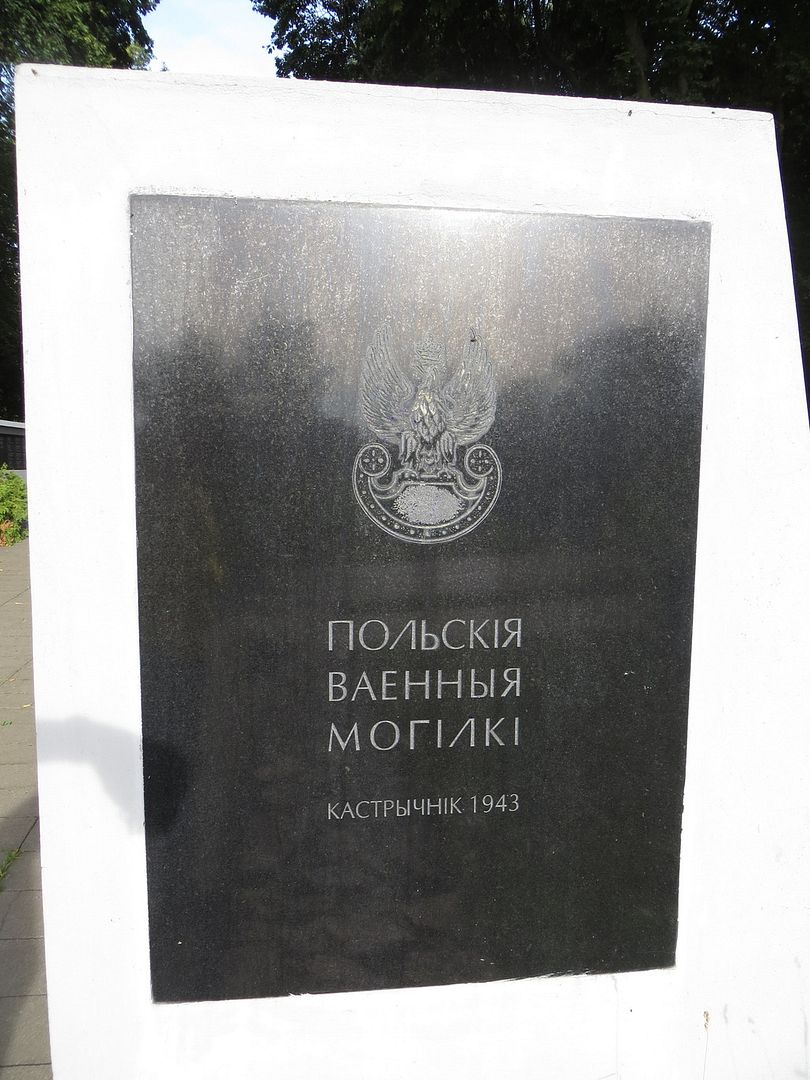 ПОЛЬСКІЯ
ВАЕННЫЯ
МОГІЛКІ
КАСТРЫЧНІК 1943